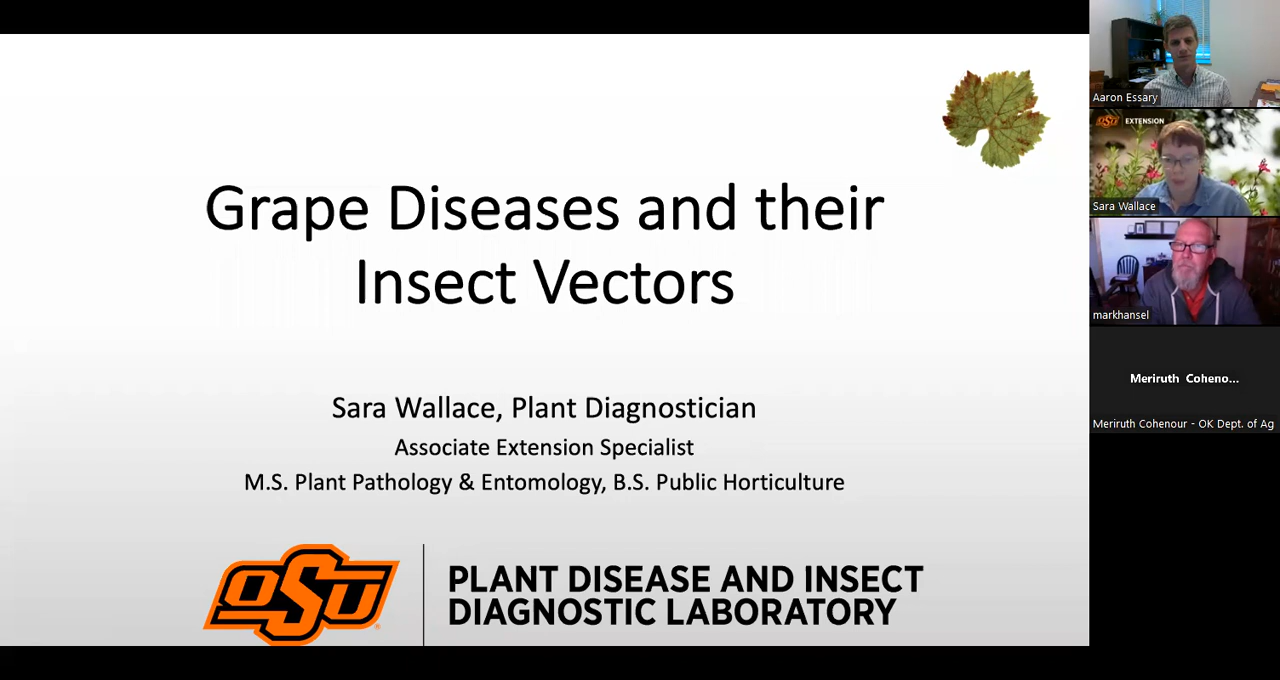 Grape Diseases and their
Insect Vectors
Sara Wallace, Plant Diagnostician
Associate Extension Specialist
M.S. Plant Pathology & Entomology, B.S. Public Horticulture
OSU
®
PLANT DISEASE AND INSECT
DIAGNOSTIC LABORATORY
Aaron Essary
OSU EXTENSION
Sara Wallace
markhansel
Meriruth Coheno...
Meriruth Cohenour - OK Dept. of Ag